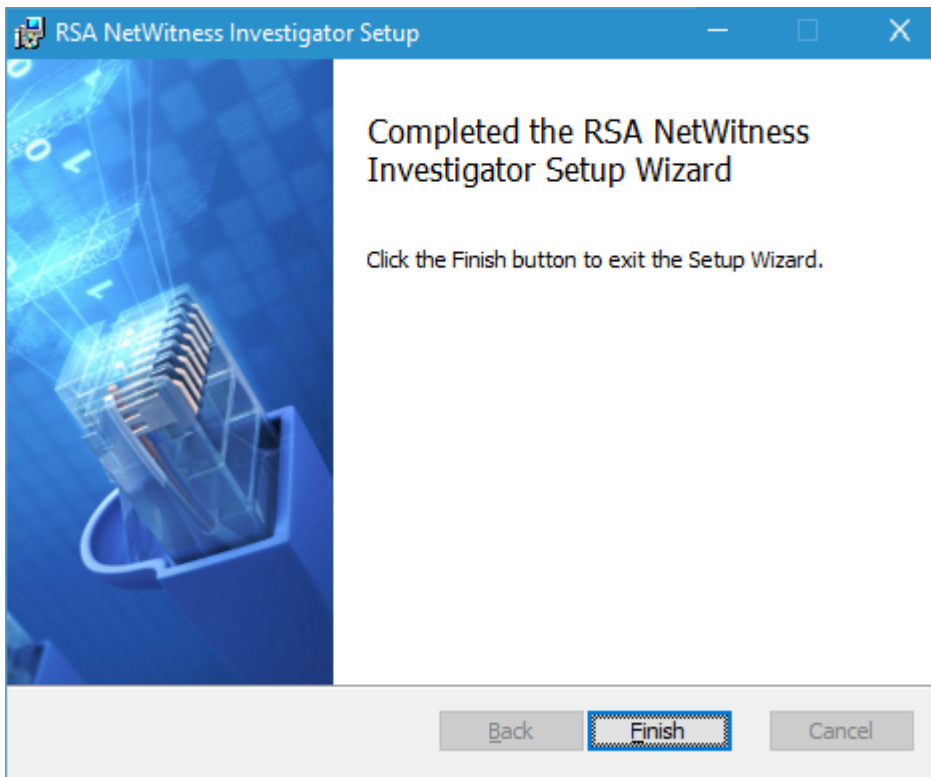 RSA NetWitness Investigator Setup
Completed the RSA NetWitness
Investigator Setup Wizard
Click the Finish button to exit the Setup Wizard.
Back
Finish
Cancel